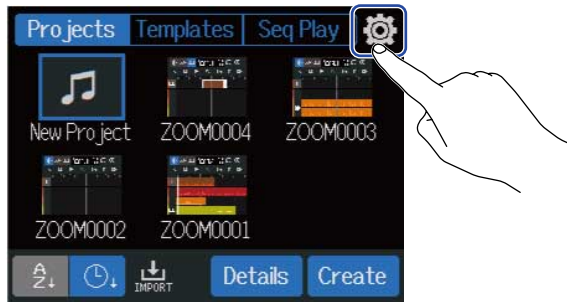 Projects Templates Seq Play
New Project ZOOM0004 ZOOM0003
ZOOM0002 ZOOM0001
A
Z
IMPORT Details Create